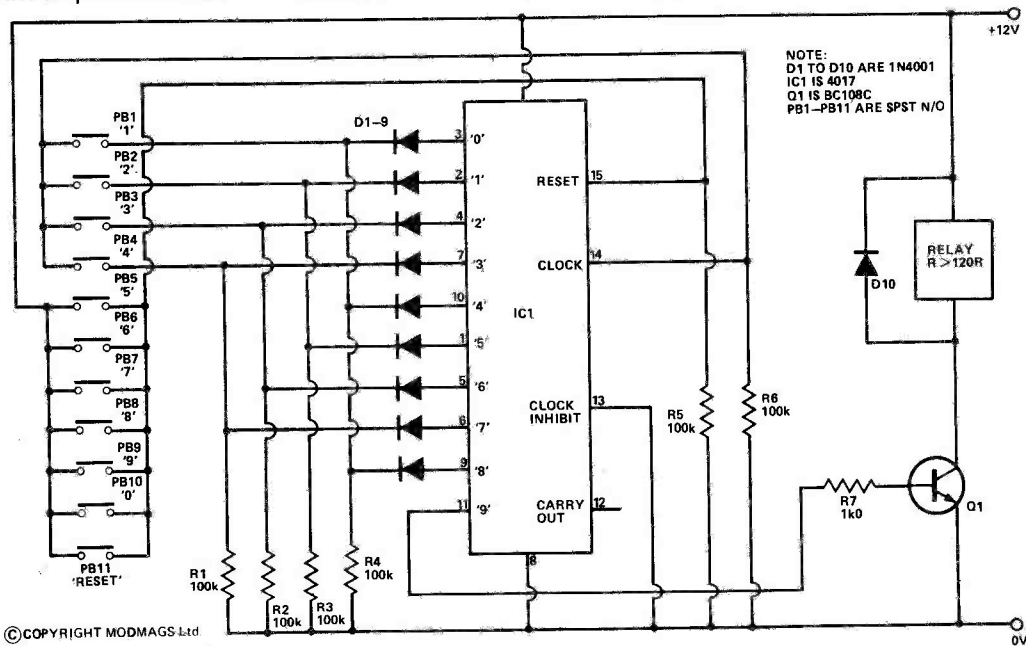 +12V
NOTE:
D1 TO D10 ARE 1N4001
IC1 IS 4017
Q1 IS BC108C
PB1–PB11 ARE SPST N/O
PB1
'1'
PB2
'2'.
PB3
'3'
PB4
'4'
PB5
'5'
PB6
'6'
PB7
'7'
PB8
'8'
PB9
'9'
PB10
'0'
PB11
'RESET'
D1–9
3 '0'
2 '1'
4 '2'
7 '3'
10 '4'
1 '5'
5 '6'
6 '7'
9 '8'
11 '9'
IC1
RESET 15
CLOCK 14
CLOCK 13
INHIBIT
CARRY 12
OUT
8
RELAY
R>120R
D10
R1
100k
R2
100k
R3
100k
R4
100k
R5
100k
R6
100k
R7
1k0
Q1
0V
©COPYRIGHT MODMAGS Ltd